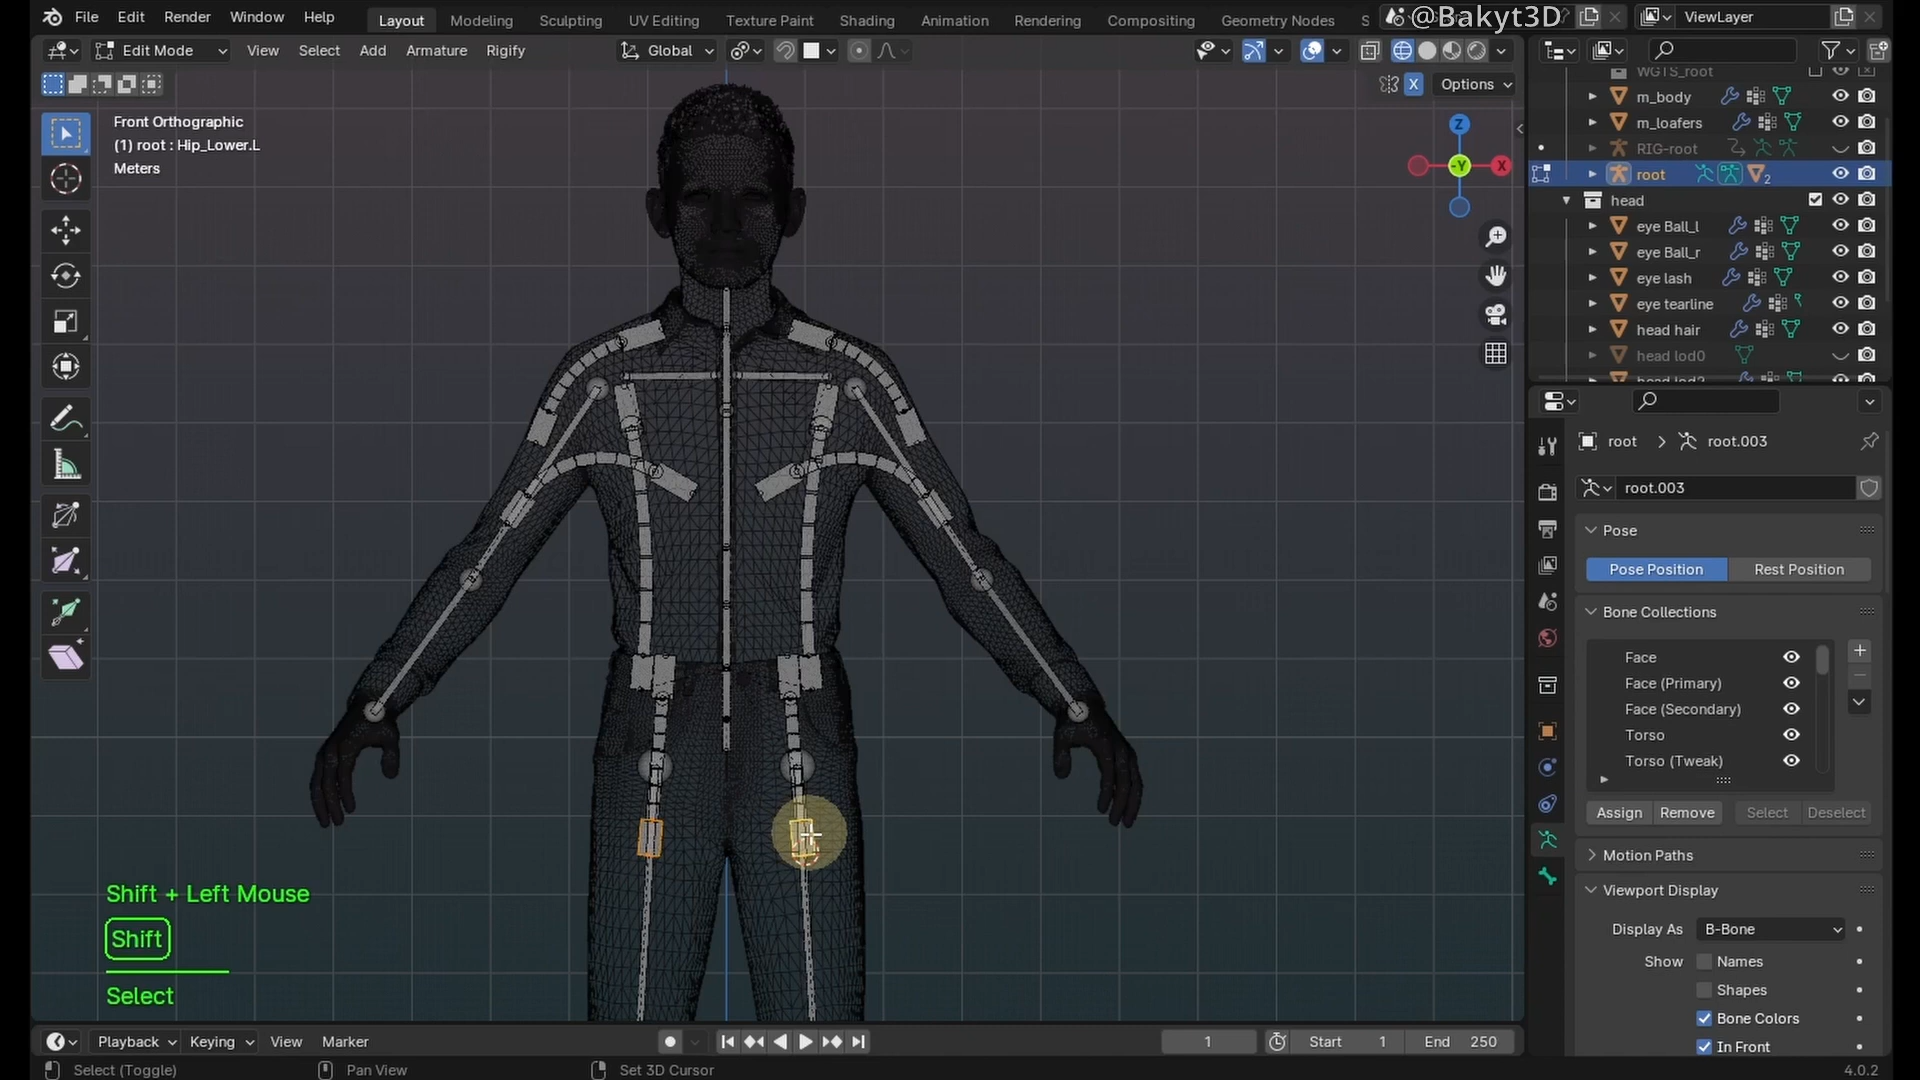 File Edit Render Window Help
Layout Modeling Sculpting UV Editing Texture Paint Shading Animation Rendering Compositing Geometry Nodes S
@Bakyt3D
ViewLayer
Edit Mode View Select Add Armature Rigify
Global
X Options
Front Orthographic
(1) root : Hip_Lower.L
Meters
Z
-Y
X
WGTS_root
m_body
m_loafers
RIG-root
root 2
head
eye Ball_l
eye Ball_r
eye lash
eye tearline
head hair
head lod0
root > root.003
root.003
Pose
Pose Position Rest Position
Bone Collections
Face
Face (Primary)
Face (Secondary)
Torso
Torso (Tweak)
Assign Remove Select Deselect
Motion Paths
Viewport Display
Display As B-Bone
Show Names
Shapes
Bone Colors
In Front
Shift + Left Mouse
Shift
Select
Playback Keying View Marker 1 Start 1 End 250
Select (Toggle) Pan View Set 3D Cursor 4.0.2